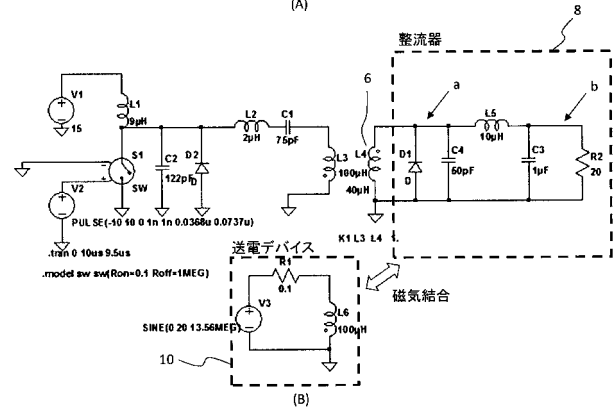 (A)
8
整流器
V1
15
L1
9µH
L2
2µH
C1
75pF
6
a
L5
10µH
b
S1
SW
C2
122pF
D2
D
L3
100µH
L4
40µH
D1
D
C4
50pF
C3
1µF
R2
20
V2
PULSE(-10 10 0 1n 1n 0.0368u 0.0737u)
K1 L3 L4 1.
.tran 0 10us 9.5us
.model sw sw(Ron=0.1 Roff=1MEG)
送電デバイス
R1
0.1
磁気結合
V3
SINE(0 20 13.56MEG)
L6
100µH
10
(B)